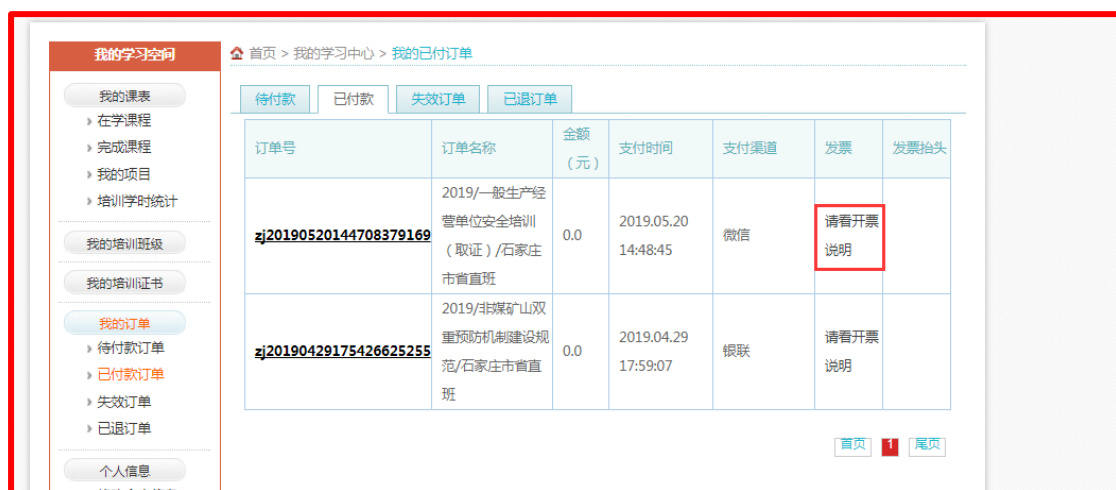 我的学习空间
首页 > 我的学习中心 > 我的已付订单
我的课表
在学课程
完成课程
我的项目
培训学时统计
我的培训班级
我的培训证书
我的订单
待付款订单
已付款订单
失效订单
已退订单
个人信息
待付款 已付款 失效订单 已退订单
订单号 订单名称 金额（元） 支付时间 支付渠道 发票 发票抬头
zj20190520144708379169
2019/一般生产经
营单位安全培训
（取证）/石家庄
市省直班
0.0
2019.05.20
14:48:45
微信
请看开票
说明
zj20190429175426625255
2019/非媒矿山双
重预防机制建设规
范/石家庄市省直
班
0.0
2019.04.29
17:59:07
银联
请看开票
说明
首页 1 尾页